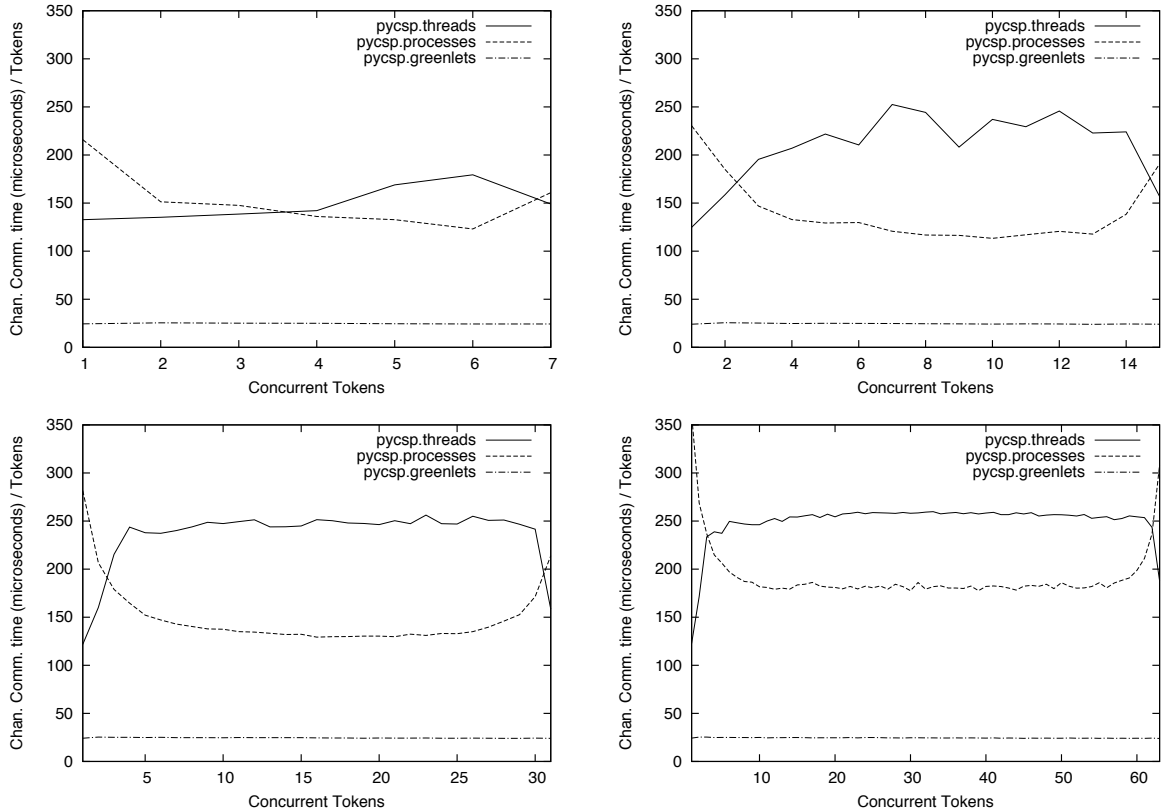 350
300
250
200
150
100
50
0
Chan. Comm. time (microseconds) / Tokens
pycsp.threads
pycsp.processes
pycsp.greenlets
1 2 3 4 5 6 7
Concurrent Tokens
350
300
250
200
150
100
50
0
Chan. Comm. time (microseconds) / Tokens
pycsp.threads
pycsp.processes
pycsp.greenlets
2 4 6 8 10 12 14
Concurrent Tokens
350
300
250
200
150
100
50
0
Chan. Comm. time (microseconds) / Tokens
pycsp.threads
pycsp.processes
pycsp.greenlets
5 10 15 20 25 30
Concurrent Tokens
350
300
250
200
150
100
50
0
Chan. Comm. time (microseconds) / Tokens
pycsp.threads
pycsp.processes
pycsp.greenlets
10 20 30 40 50 60
Concurrent Tokens